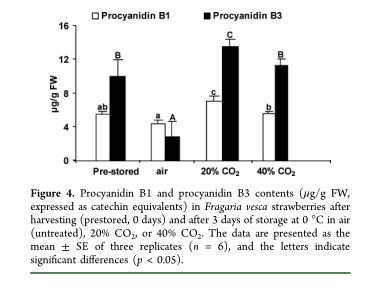 Procyanidin B1 Procyanidin B3
16
12
8
4
0
µg/g FW
ab B
a A
c C
b B
Pre-stored air 20% CO₂ 40% CO₂
Figure 4. Procyanidin B1 and procyanidin B3 contents (µg/g FW,
expressed as catechin equivalents) in Fragaria vesca strawberries after
harvesting (prestored, 0 days) and after 3 days of storage at 0 °C in air
(untreated), 20% CO₂, or 40% CO₂. The data are presented as the
mean ± SE of three replicates (n = 6), and the letters indicate
significant differences (p < 0.05).